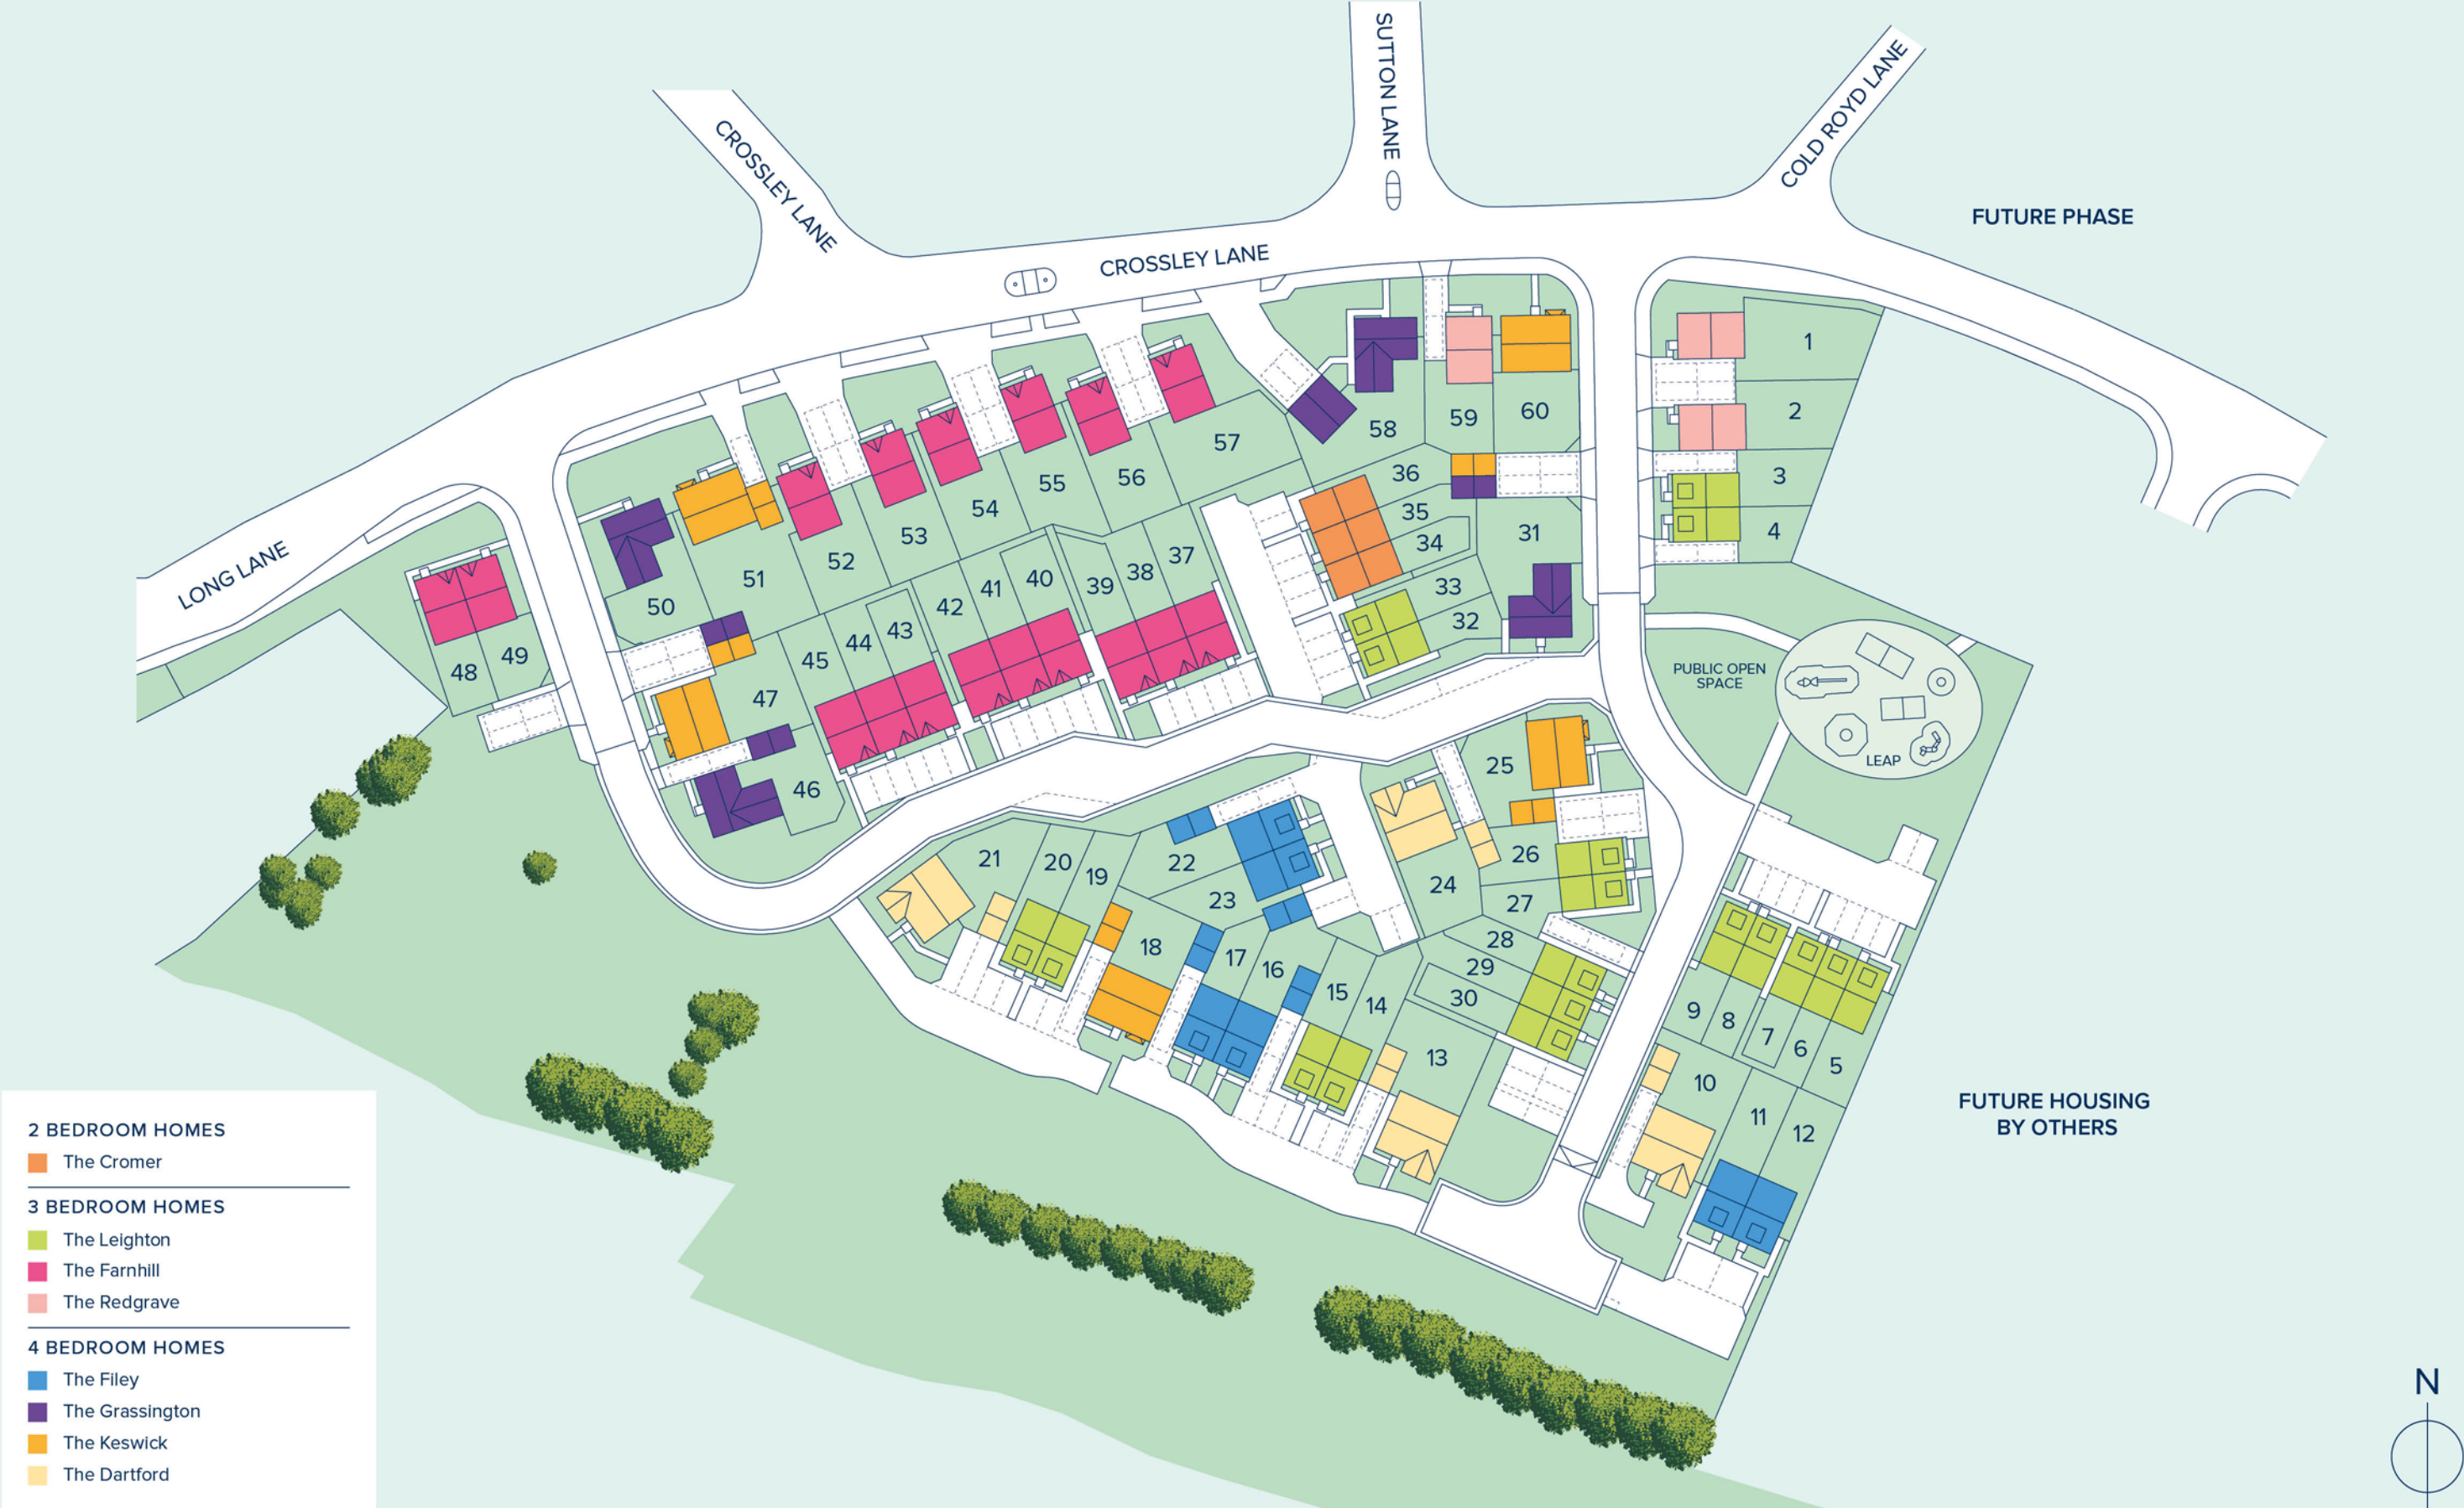 SUTTON LANE
COLD ROYD LANE
CROSSLEY LANE
FUTURE PHASE
CROSSLEY LANE
LONG LANE
1
2
3
4
57
58
59
60
36
35
34
31
33
32
56
55
54
53
52
51
50
37
38
39
40
41
42
43
44
45
47
46
48
49
PUBLIC OPEN
SPACE
LEAP
25
26
24
27
28
29
30
21
20
19
22
23
18
17
16
15
14
13
9
8
7
6
5
10
11
12
FUTURE HOUSING
BY OTHERS
2 BEDROOM HOMES
The Cromer
3 BEDROOM HOMES
The Leighton
The Farnhill
The Redgrave
4 BEDROOM HOMES
The Filey
The Grassington
The Keswick
The Dartford
N